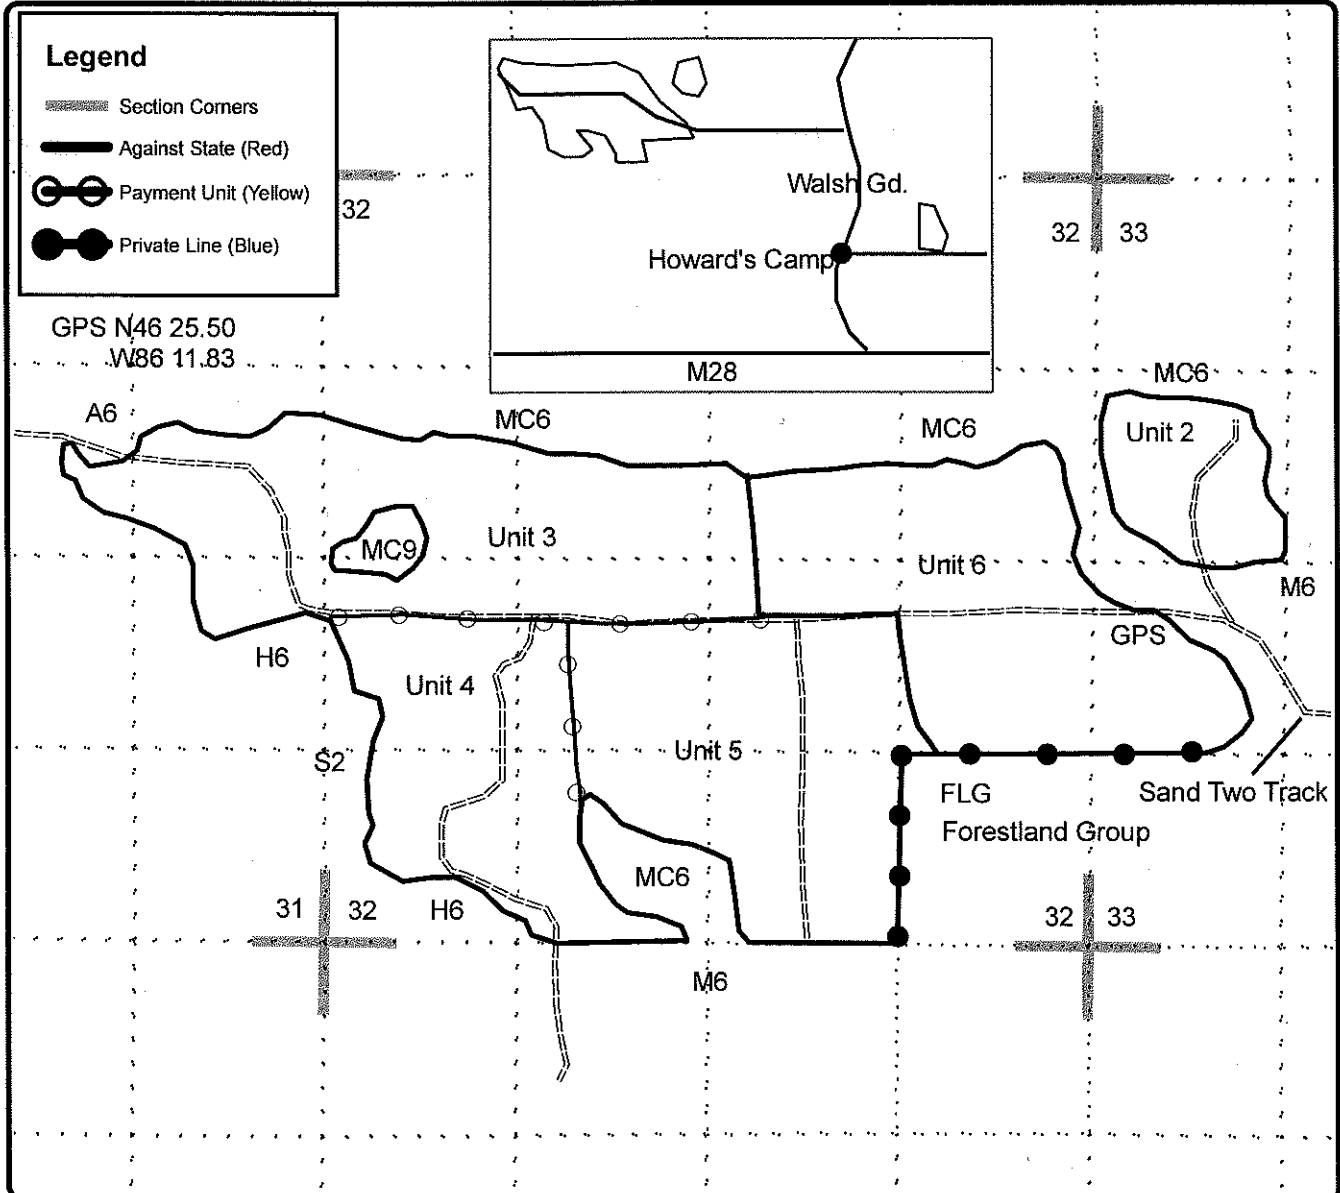 Legend
Section Corners
Against State (Red)
Payment Unit (Yellow)
Private Line (Blue)
32
Walsh Gd.
Howard's Camp
M28
32 33
GPS N46 25.50
W86 11.83
A6
MC6
MC6
MC6
Unit 2
MC9
Unit 3
Unit 6
M6
GPS
H6
Unit 4
S2
Unit 5
FLG
Sand Two Track
Forestland Group
MC6
31 32
H6
32 33
M6